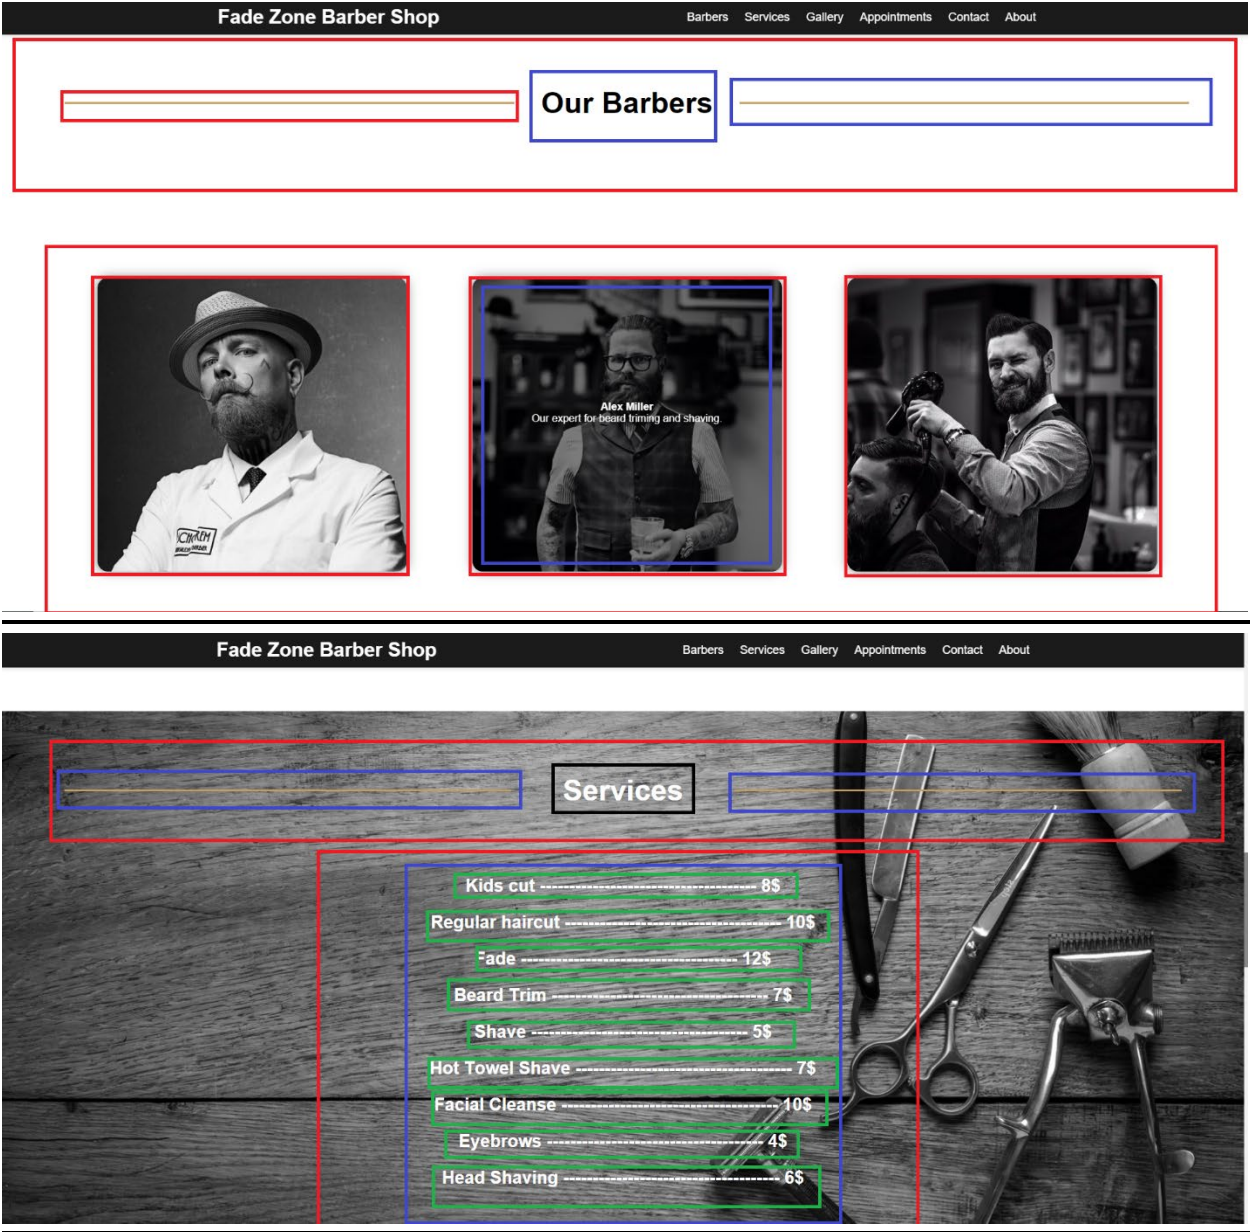 Fade Zone Barber Shop Barbers Services Gallery Appointments Contact About
Our Barbers
SCHOREM
Alex Miller
Our expert for beard triming and shaving.
Fade Zone Barber Shop Barbers Services Gallery Appointments Contact About
Services
Kids cut ------------------------------------- 8$
Regular haircut ------------------------------------- 10$
Fade ------------------------------------- 12$
Beard Trim ------------------------------------- 7$
Shave ------------------------------------- 5$
Hot Towel Shave ------------------------------------- 7$
Facial Cleanse ------------------------------------- 10$
Eyebrows ------------------------------------- 4$
Head Shaving ------------------------------------- 6$